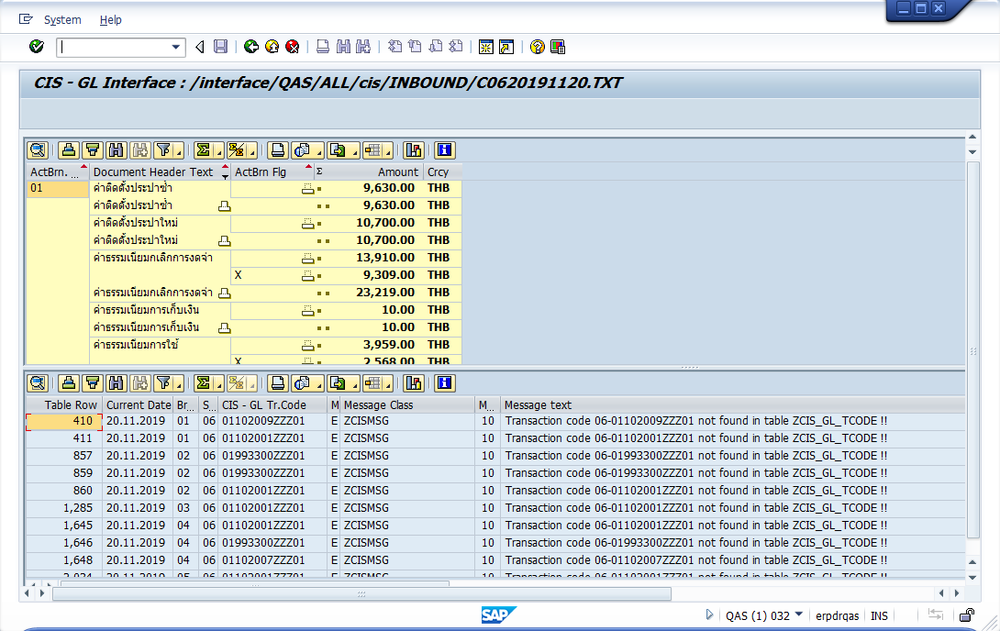 System Help
CIS - GL Interface : /interface/QAS/ALL/cis/INBOUND/C0620191120.TXT
ActBrn. ... Document Header Text ActBrn Flg Σ Amount Crcy
01 ค่าติดตั้งประปาชั่ว 9,630.00 THB
ค่าติดตั้งประปาชั่ว 9,630.00 THB
ค่าติดตั้งประปาใหม่ 10,700.00 THB
ค่าติดตั้งประปาใหม่ 10,700.00 THB
ค่าธรรมเนียมกเลิกการงดจ่า 13,910.00 THB
X 9,309.00 THB
ค่าธรรมเนียมกเลิกการงดจ่า 23,219.00 THB
ค่าธรรมเนียมการเก็บเงิน 10.00 THB
ค่าธรรมเนียมการเก็บเงิน 10.00 THB
ค่าธรรมเนียมการใช้ 3,959.00 THB
X 2,568.00 THB
Table Row Current Date Br... S... CIS - GL Tr.Code M Message Class M... Message text
410 20.11.2019 01 06 01102009ZZZ01 E ZCISMSG 10 Transaction code 06-01102009ZZZ01 not found in table ZCIS_GL_TCODE !!
411 20.11.2019 01 06 01102001ZZZ01 E ZCISMSG 10 Transaction code 06-01102001ZZZ01 not found in table ZCIS_GL_TCODE !!
857 20.11.2019 02 06 01993300ZZZ01 E ZCISMSG 10 Transaction code 06-01993300ZZZ01 not found in table ZCIS_GL_TCODE !!
859 20.11.2019 02 06 01993300ZZZ01 E ZCISMSG 10 Transaction code 06-01993300ZZZ01 not found in table ZCIS_GL_TCODE !!
860 20.11.2019 02 06 01102001ZZZ01 E ZCISMSG 10 Transaction code 06-01102001ZZZ01 not found in table ZCIS_GL_TCODE !!
1,285 20.11.2019 03 06 01102001ZZZ01 E ZCISMSG 10 Transaction code 06-01102001ZZZ01 not found in table ZCIS_GL_TCODE !!
1,645 20.11.2019 04 06 01102001ZZZ01 E ZCISMSG 10 Transaction code 06-01102001ZZZ01 not found in table ZCIS_GL_TCODE !!
1,646 20.11.2019 04 06 01993300ZZZ01 E ZCISMSG 10 Transaction code 06-01993300ZZZ01 not found in table ZCIS_GL_TCODE !!
1,648 20.11.2019 04 06 01102007ZZZ01 E ZCISMSG 10 Transaction code 06-01102007ZZZ01 not found in table ZCIS_GL_TCODE !!
2,034 20.11.2019 05 06 01102001ZZZ01 E ZCISMSG 10 Transaction code 06-01102001ZZZ01 not found in table ZCIS_GL_TCODE !!
SAP QAS (1) 032 erpdrqas INS